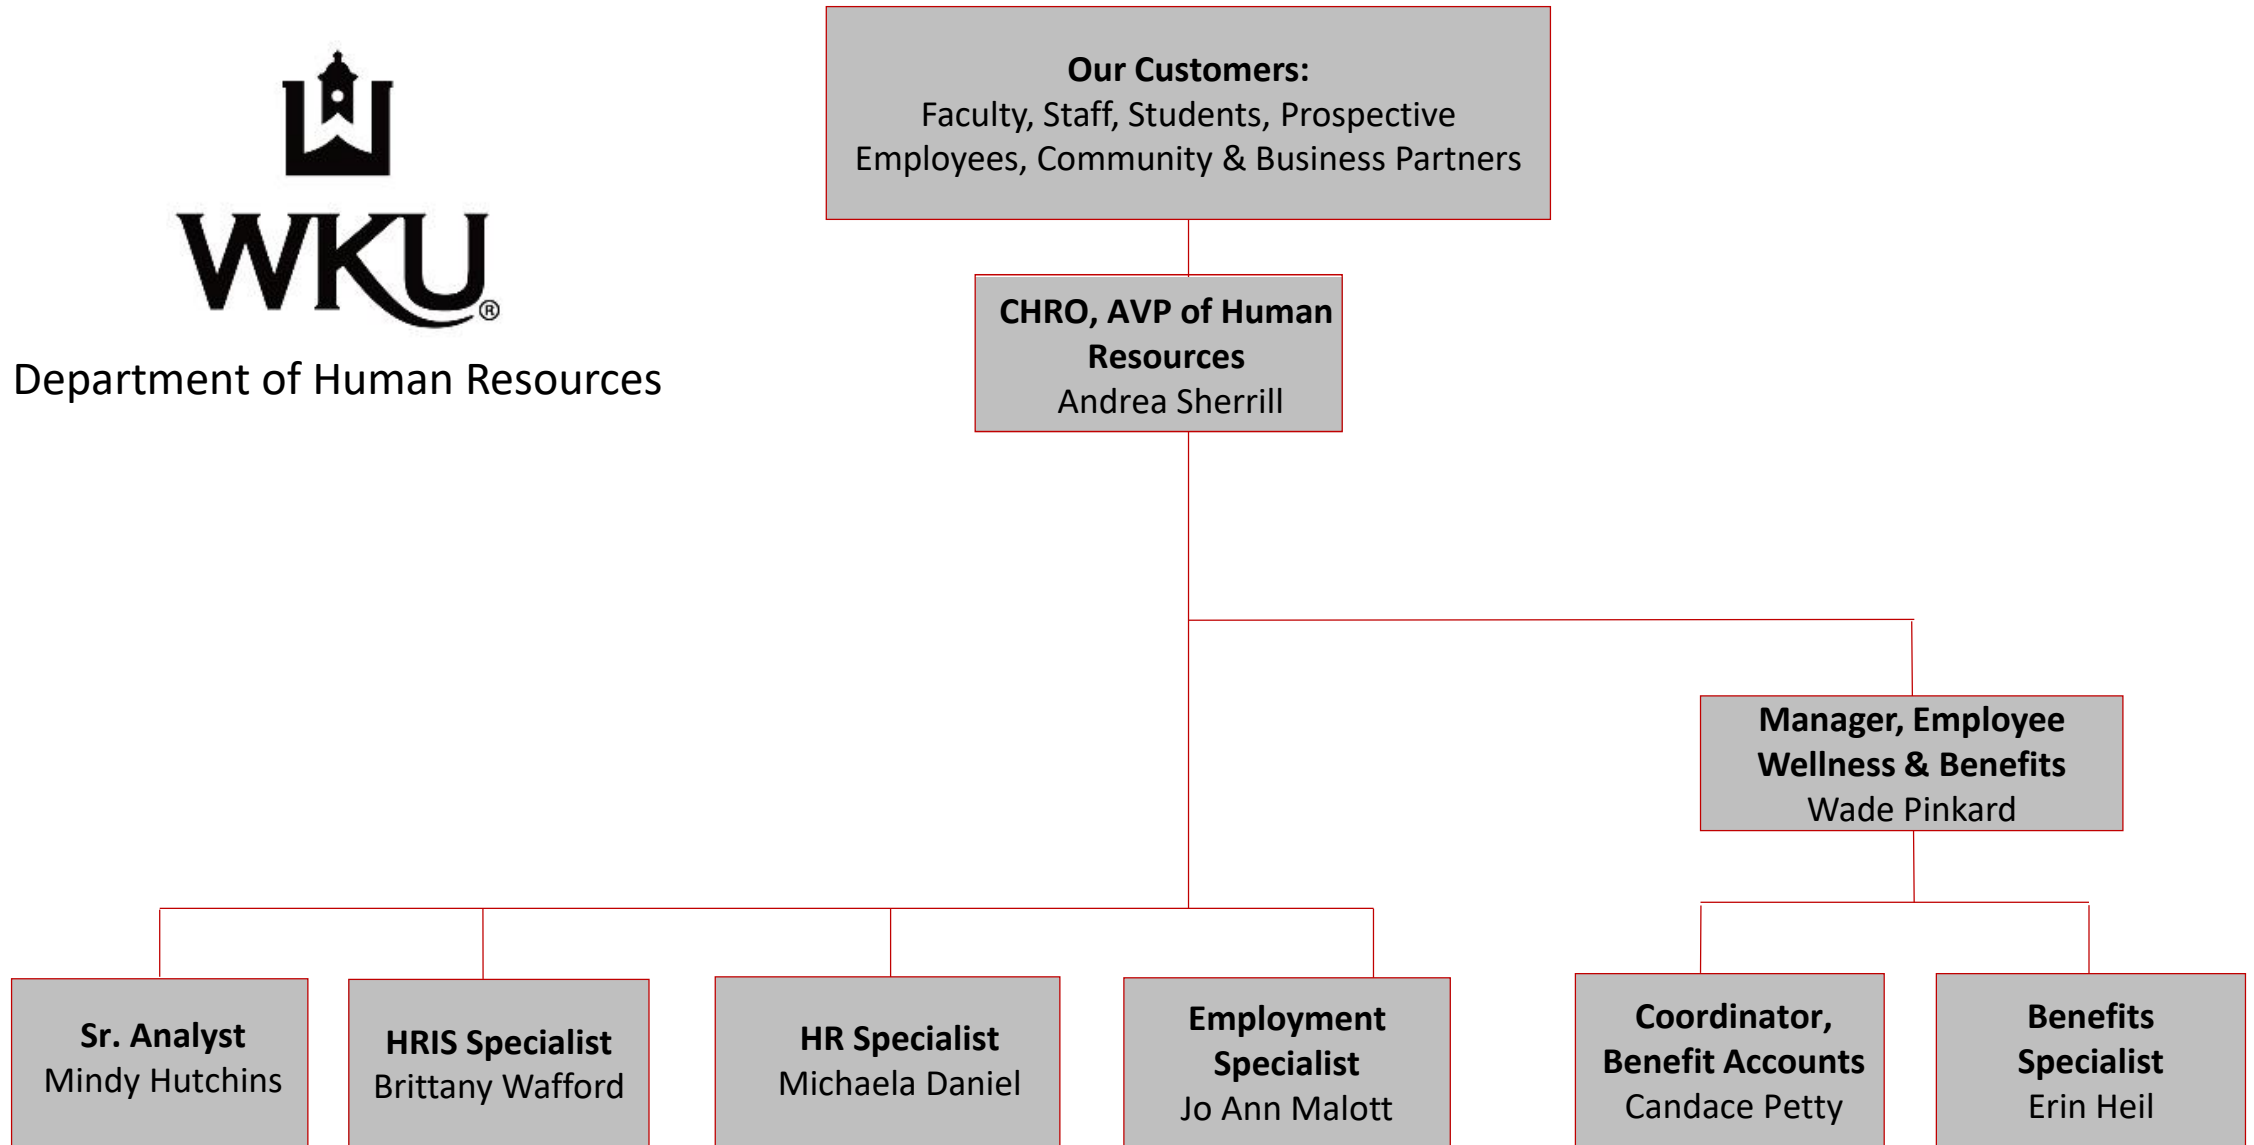 WKU®
Department of Human Resources
Our Customers:
Faculty, Staff, Students, Prospective
Employees, Community & Business Partners
CHRO, AVP of Human
Resources
Andrea Sherrill
Manager, Employee
Wellness & Benefits
Wade Pinkard
Sr. Analyst
Mindy Hutchins
HRIS Specialist
Brittany Wafford
HR Specialist
Michaela Daniel
Employment
Specialist
Jo Ann Malott
Coordinator,
Benefit Accounts
Candace Petty
Benefits
Specialist
Erin Heil